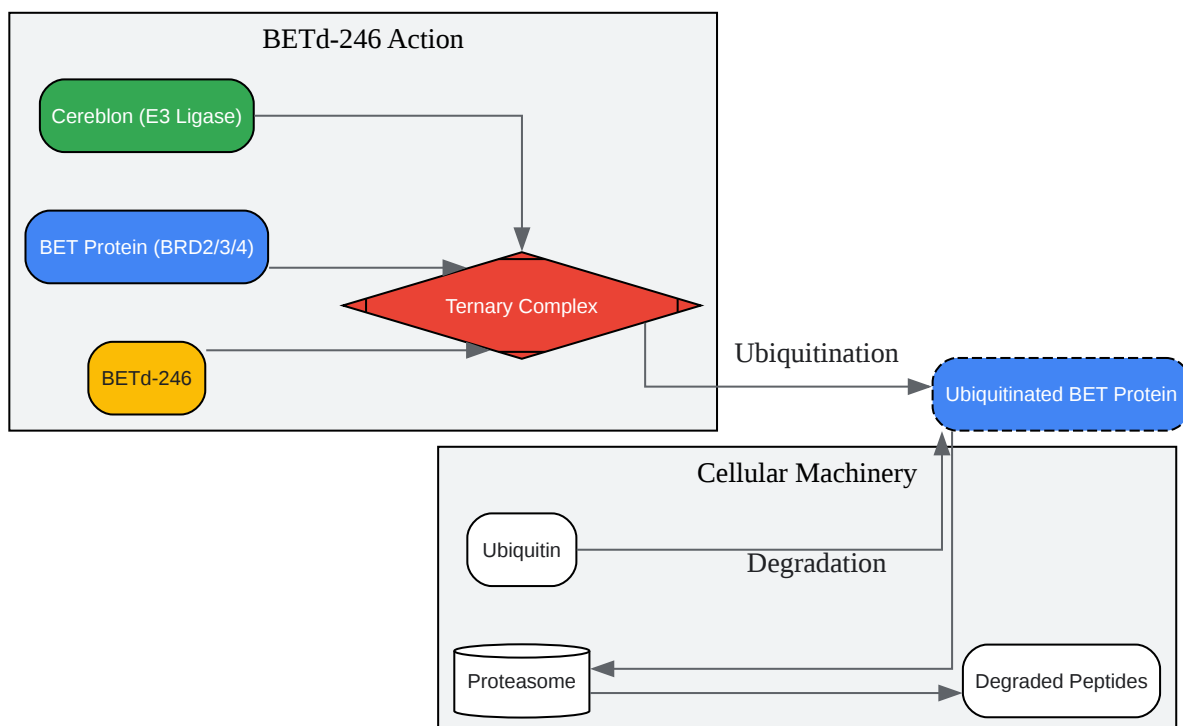 BETd-246 Action
Cereblon (E3 Ligase)
BET Protein (BRD2/3/4)
Ternary Complex
BETd-246
Ubiquitination
Ubiquitinated BET Protein
Cellular Machinery
Ubiquitin
Degradation
Proteasome
Degraded Peptides